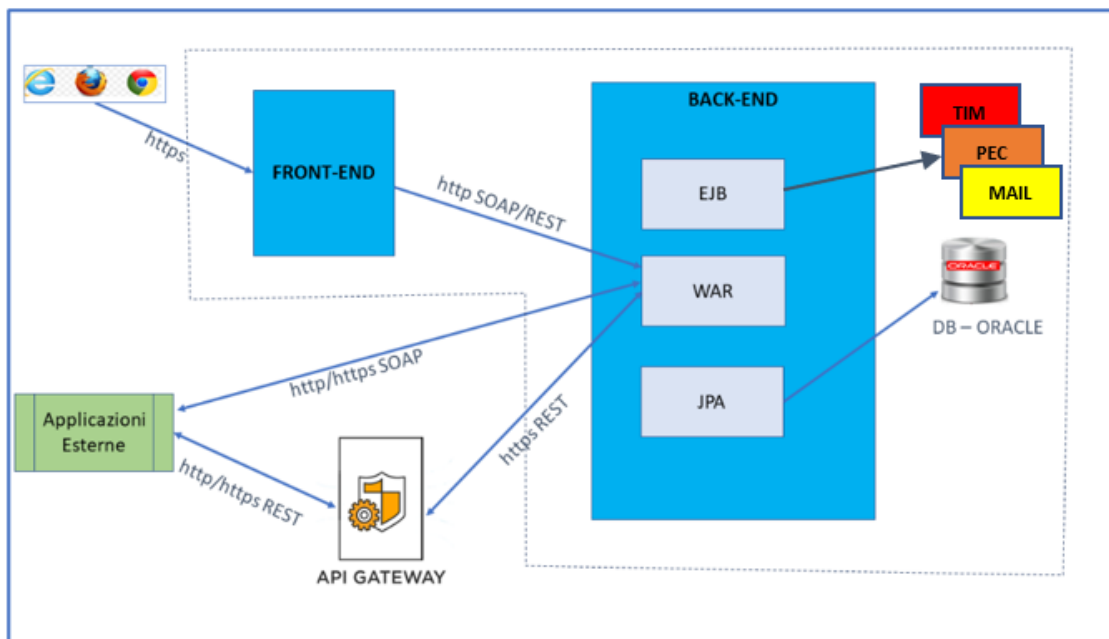 BACK-END
TIM
https
FRONT-END
PEC
EJB
MAIL
http SOAP/REST
ORACLE
WAR
DB – ORACLE
http/https SOAP
Applicazioni
Esterne
JPA
https REST
http/https REST
API GATEWAY